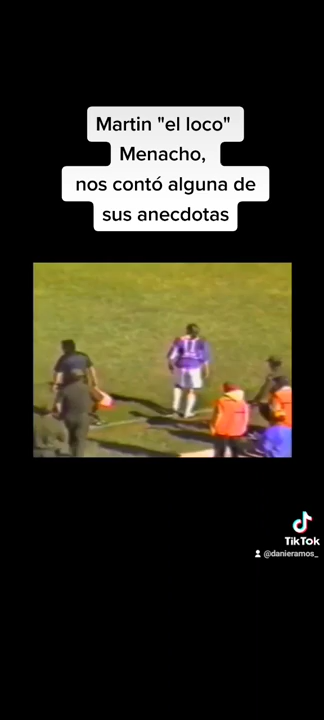 Martin "el loco"
Menacho,
nos contó alguna de
sus anecdotas
TikTok
@danieramos_